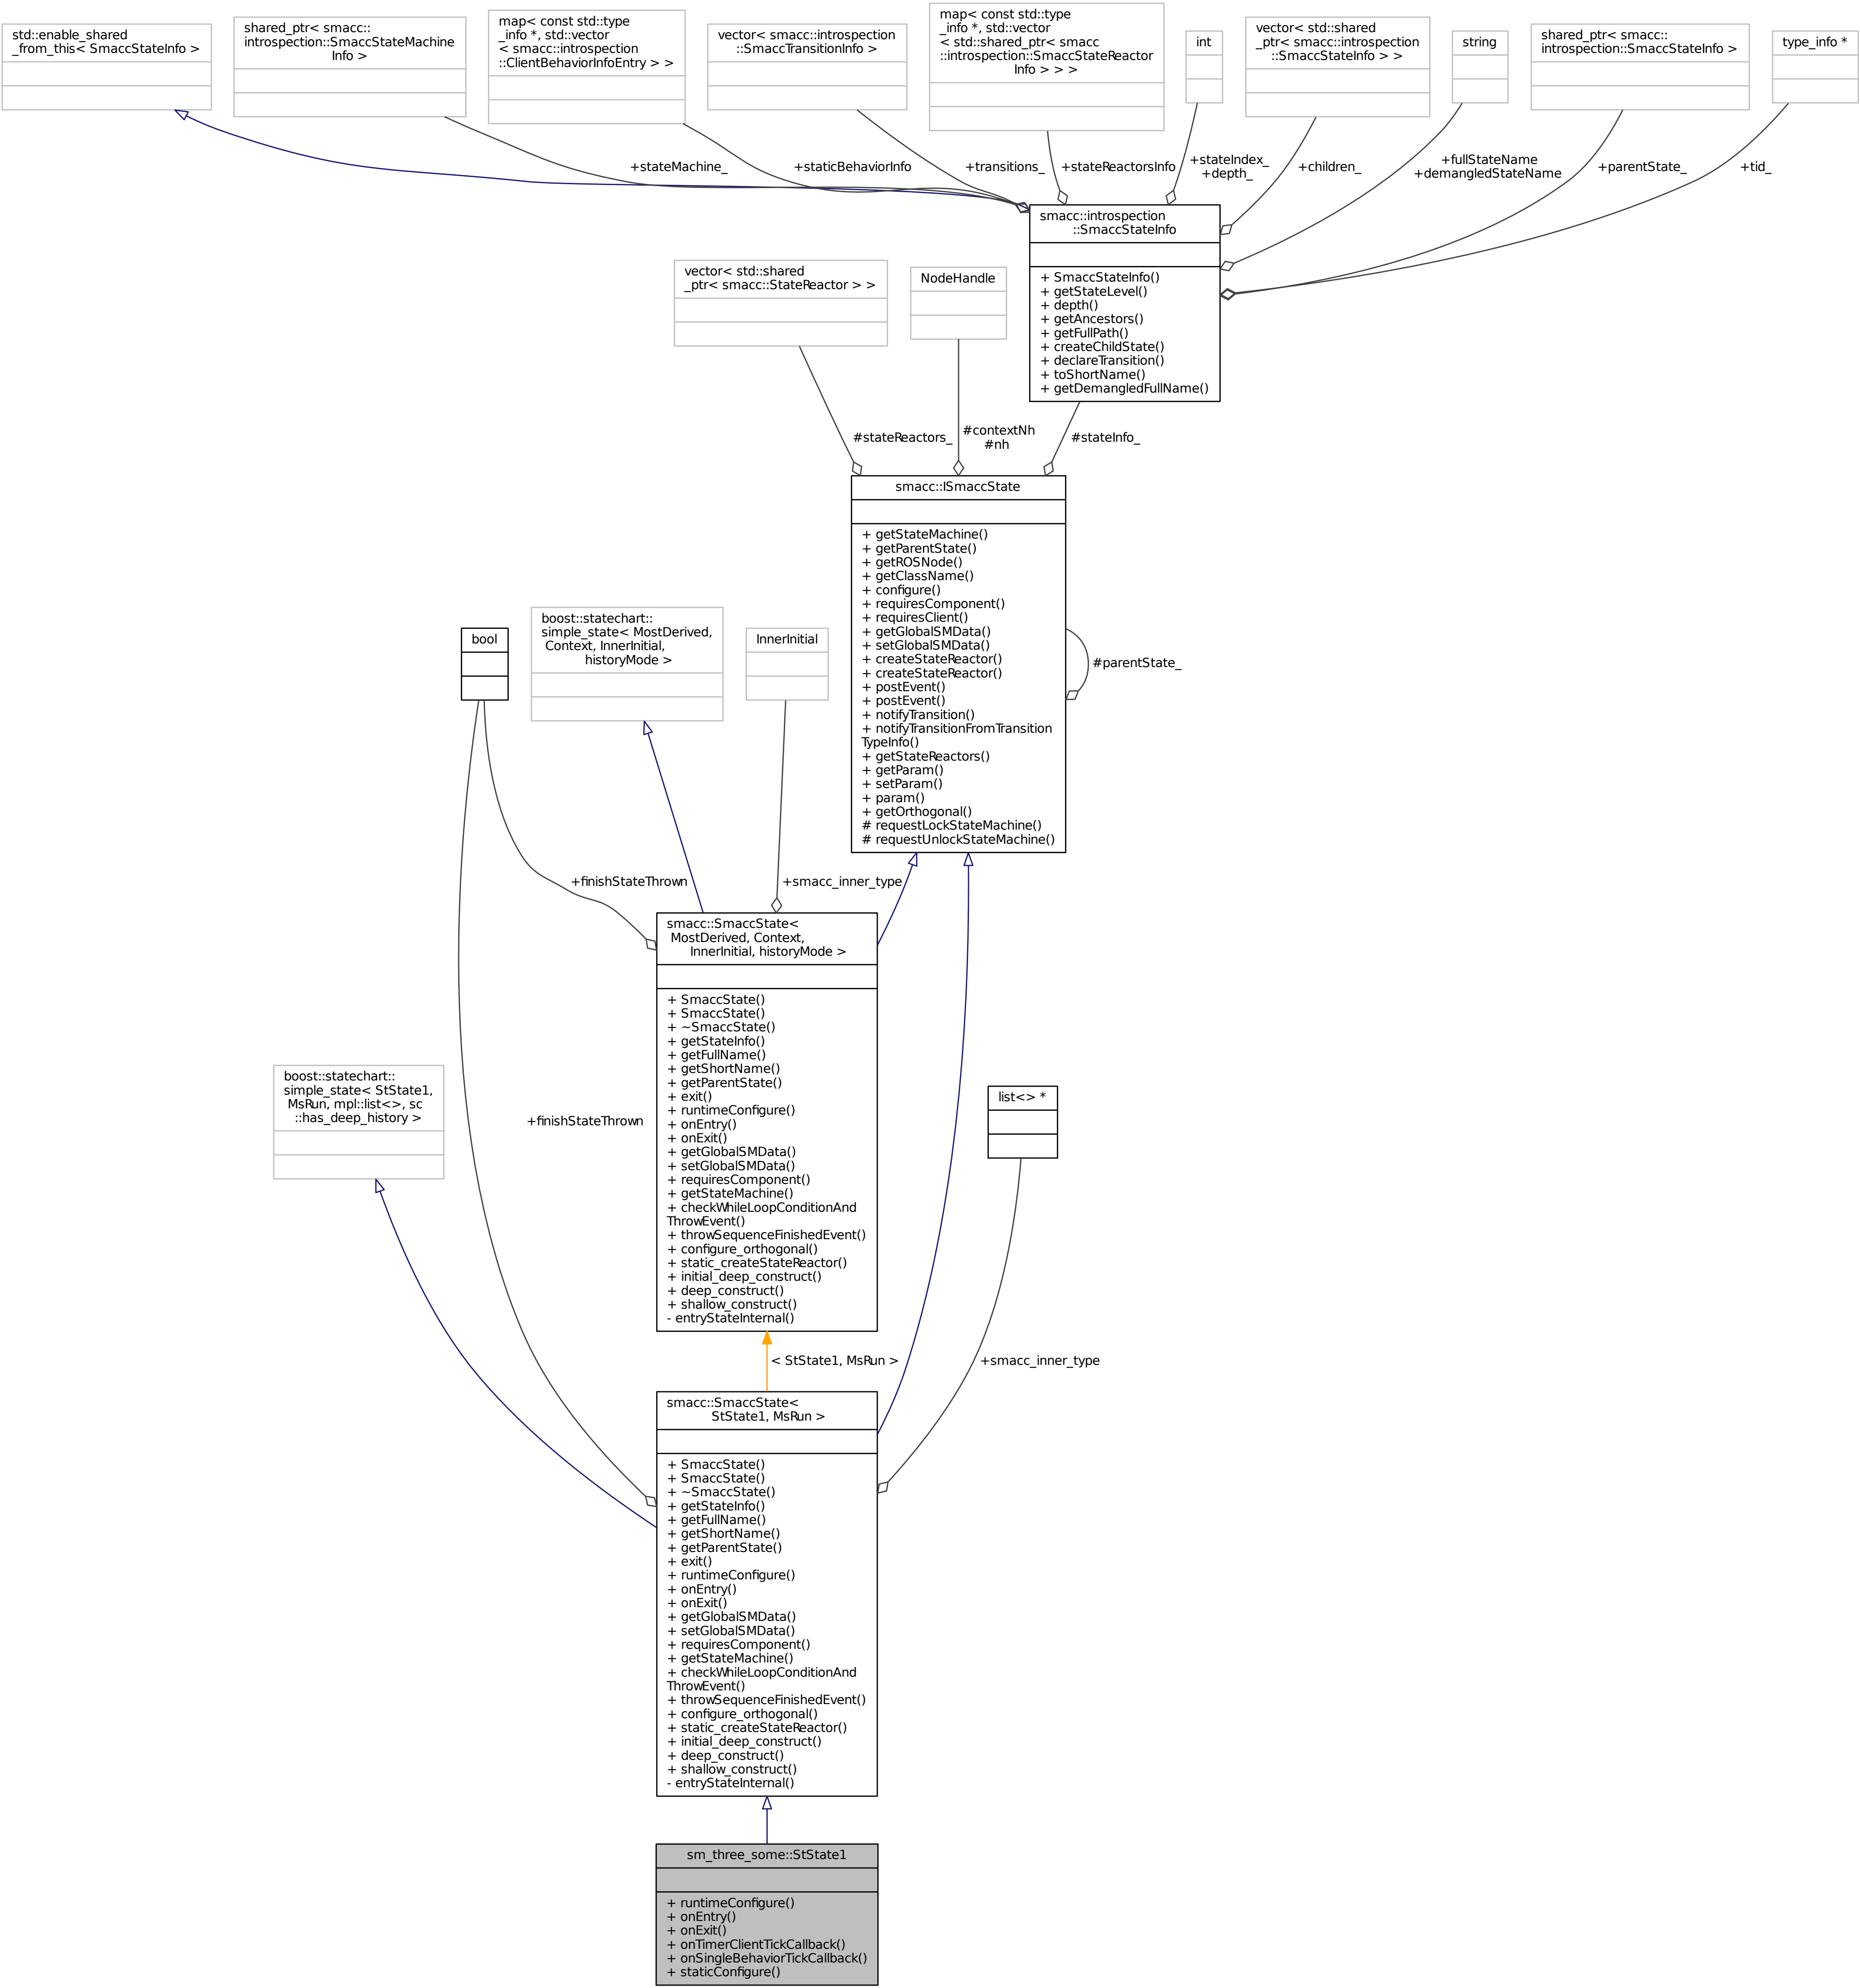 std::enable_shared
_from_this< SmaccStateInfo >
shared_ptr< smacc::
introspection::SmaccStateMachine
Info >
map< const std::type
_info *, std::vector
< smacc::introspection
::ClientBehaviorInfoEntry > >
vector< smacc::introspection
::SmaccTransitionInfo >
map< const std::type
_info *, std::vector
< std::shared_ptr< smacc
::introspection::SmaccStateReactor
Info > > >
int
vector< std::shared
_ptr< smacc::introspection
::SmaccStateInfo > >
string
shared_ptr< smacc::
introspection::SmaccStateInfo >
type_info *
+stateMachine_
+staticBehaviorInfo
+transitions_
+stateReactorsInfo
+stateIndex_
+depth_
+children_
+fullStateName
+demangledStateName
+parentState_
+tid_
smacc::introspection
::SmaccStateInfo
+ SmaccStateInfo()
+ getStateLevel()
+ depth()
+ getAncestors()
+ getFullPath()
+ createChildState()
+ declareTransition()
+ toShortName()
+ getDemangledFullName()
vector< std::shared
_ptr< smacc::StateReactor > >
NodeHandle
#stateReactors_
#contextNh
#nh
#stateInfo_
smacc::ISmaccState
+ getStateMachine()
+ getParentState()
+ getROSNode()
+ getClassName()
+ configure()
+ requiresComponent()
+ requiresClient()
+ getGlobalSMData()
+ setGlobalSMData()
+ createStateReactor()
+ createStateReactor()
+ postEvent()
+ postEvent()
+ notifyTransition()
+ notifyTransitionFromTransition
TypeInfo()
+ getStateReactors()
+ getParam()
+ setParam()
+ param()
+ getOrthogonal()
# requestLockStateMachine()
# requestUnlockStateMachine()
#parentState_
bool
boost::statechart::
simple_state< MostDerived,
Context, InnerInitial,
historyMode >
InnerInitial
+finishStateThrown
+smacc_inner_type
smacc::SmaccState<
MostDerived, Context,
InnerInitial, historyMode >
+ SmaccState()
+ SmaccState()
+ ~SmaccState()
+ getStateInfo()
+ getFullName()
+ getShortName()
+ getParentState()
+ exit()
+ runtimeConfigure()
+ onEntry()
+ onExit()
+ getGlobalSMData()
+ setGlobalSMData()
+ requiresComponent()
+ getStateMachine()
+ checkWhileLoopConditionAnd
ThrowEvent()
+ throwSequenceFinishedEvent()
+ configure_orthogonal()
+ static_createStateReactor()
+ initial_deep_construct()
+ deep_construct()
+ shallow_construct()
- entryStateInternal()
boost::statechart::
simple_state< StState1,
MsRun, mpl::list<>, sc
::has_deep_history >
+finishStateThrown
list<> *
< StState1, MsRun >
+smacc_inner_type
smacc::SmaccState<
StState1, MsRun >
+ SmaccState()
+ SmaccState()
+ ~SmaccState()
+ getStateInfo()
+ getFullName()
+ getShortName()
+ getParentState()
+ exit()
+ runtimeConfigure()
+ onEntry()
+ onExit()
+ getGlobalSMData()
+ setGlobalSMData()
+ requiresComponent()
+ getStateMachine()
+ checkWhileLoopConditionAnd
ThrowEvent()
+ throwSequenceFinishedEvent()
+ configure_orthogonal()
+ static_createStateReactor()
+ initial_deep_construct()
+ deep_construct()
+ shallow_construct()
- entryStateInternal()
sm_three_some::StState1
+ runtimeConfigure()
+ onEntry()
+ onExit()
+ onTimerClientTickCallback()
+ onSingleBehaviorTickCallback()
+ staticConfigure()